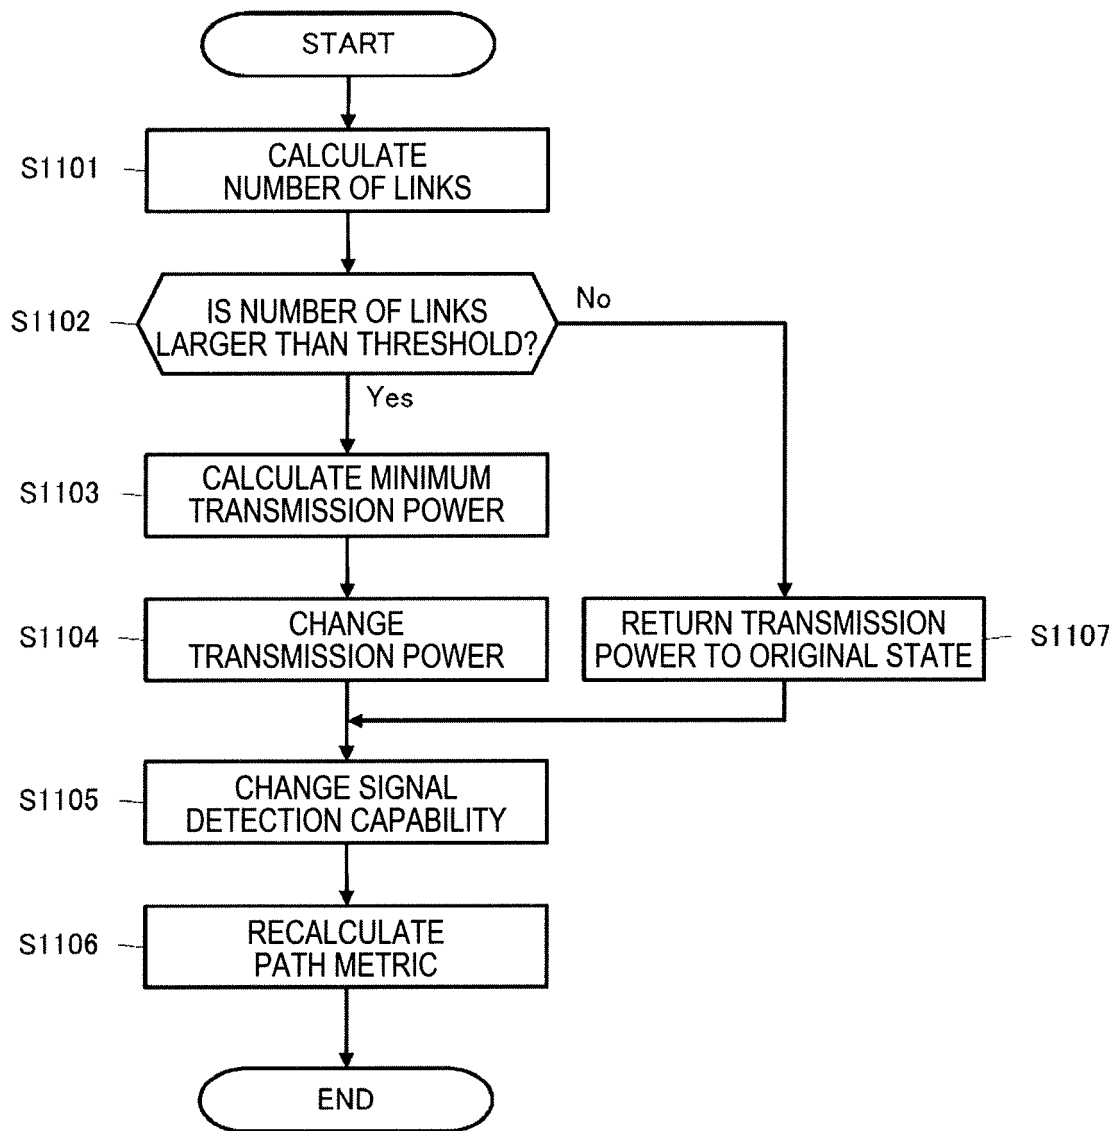 START
S1101
CALCULATE
NUMBER OF LINKS
S1102
IS NUMBER OF LINKS
LARGER THAN THRESHOLD?
No
Yes
S1103
CALCULATE MINIMUM
TRANSMISSION POWER
S1104
CHANGE
TRANSMISSION POWER
RETURN TRANSMISSION
POWER TO ORIGINAL STATE
S1107
S1105
CHANGE SIGNAL
DETECTION CAPABILITY
S1106
RECALCULATE
PATH METRIC
END